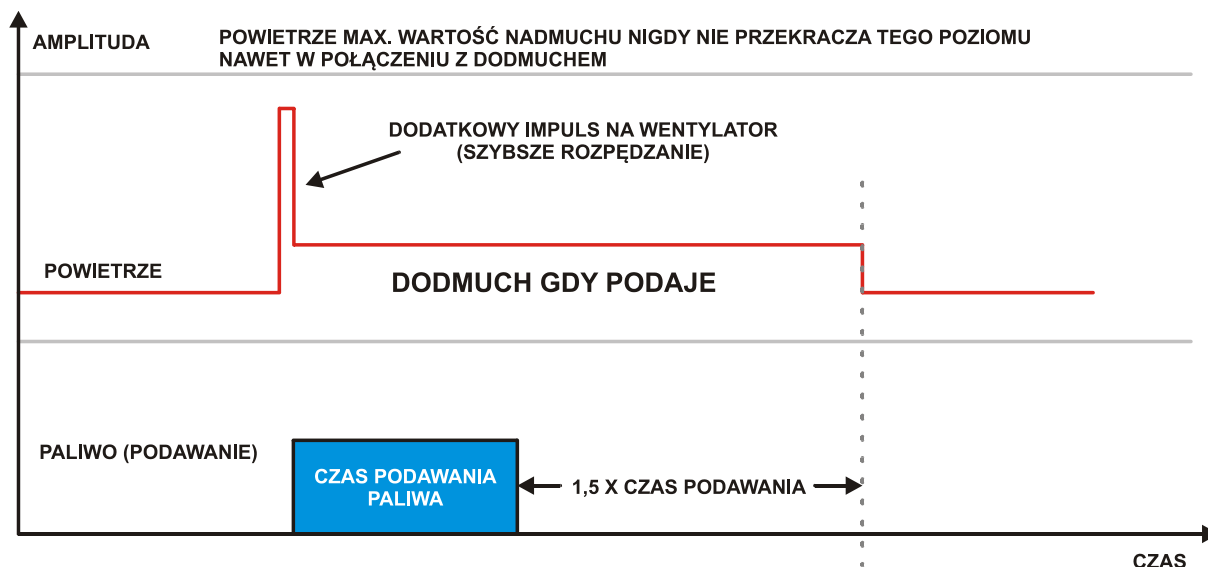 AMPLITUDA
POWIETRZE MAX. WARTOŚĆ NADMUCHU NIGDY NIE PRZEKRACZA TEGO POZIOMU
NAWET W POŁĄCZENIU Z DODMUCHEM
DODATKOWY IMPULS NA WENTYLATOR
(SZYBSZE ROZPĘDZANIE)
POWIETRZE
DODMUCH GDY PODAJE
PALIWO (PODAWANIE)
CZAS PODAWANIA
PALIWA
1,5 X CZAS PODAWANIA
CZAS